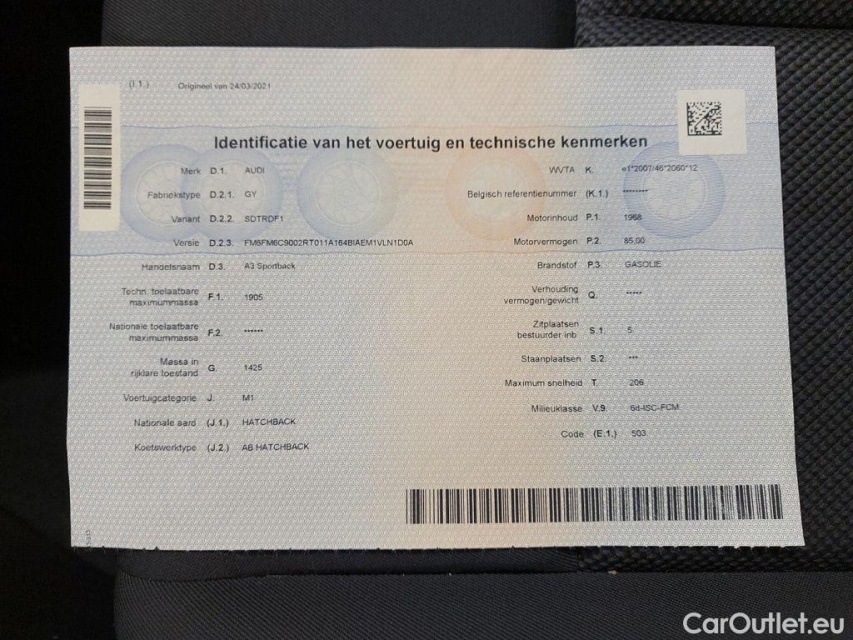 (I.1.) Origineel van 24/03/2021
Identificatie van het voertuig en technische kenmerken
Merk D.1. AUDI
Fabriekstype D.2.1. GY
Variant D.2.2. SDTRDF1
Versie D.2.3. FM6FM6C9002RT011A164BIAEM1VLN1D0A
Handelsnaam D.3. A3 Sportback
Techn. toelaatbare
maximummassa F.1. 1905
Nationale toelaatbare
maximummassa F.2. ******
Massa in
rijklare toestand G. 1425
Voertuigcategorie J. M1
Nationale aard (J.1.) HATCHBACK
Koetswerktype (J.2.) AB HATCHBACK
WVTA K. e1*2007/46*2060*12
Belgisch referentienummer (K.1.) ********
Motorinhoud P.1. 1968
Motorvermogen P.2. 85,00
Brandstof P.3. GASOLIE
Verhouding
vermogen/gewicht Q. *****
Zitplaatsen
bestuurder inb. S.1. 5
Staanplaatsen S.2. ***
Maximum snelheid T. 206
Milieuklasse V.9. 6d-ISC-FCM
Code (E.1.) 503
CarOutlet.eu